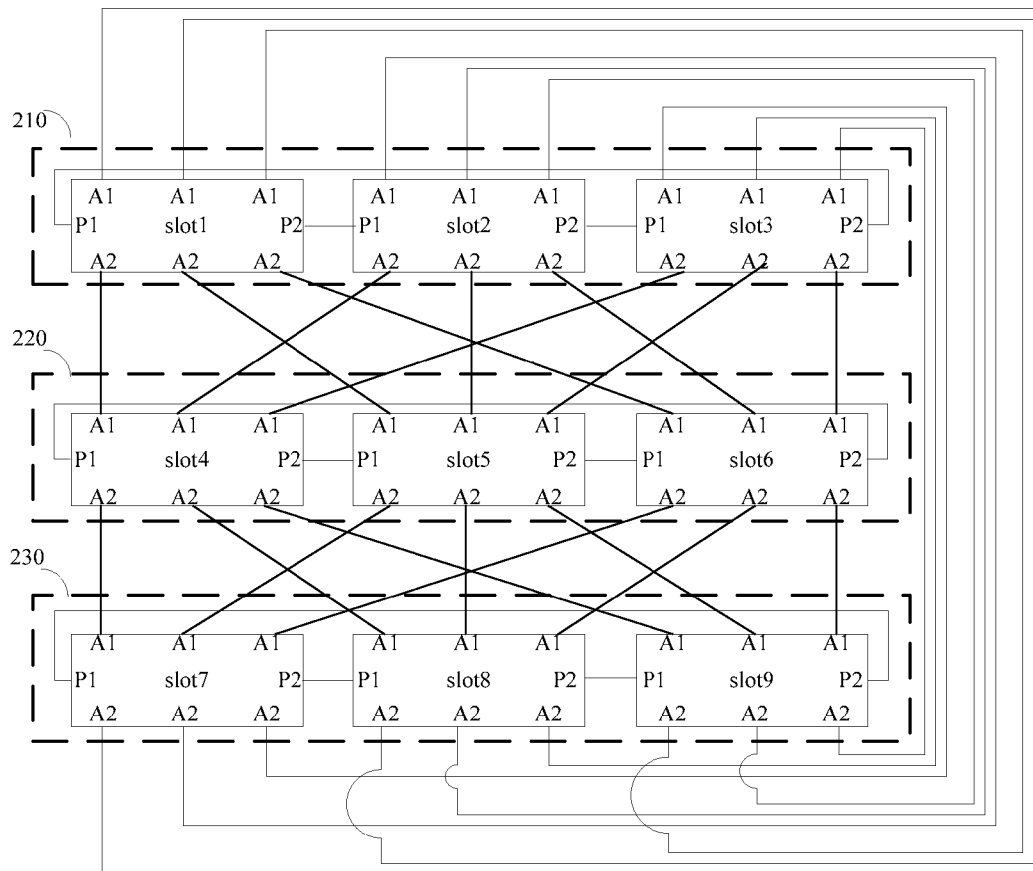 210
A1 A1 A1 A1 A1 A1 A1 A1 A1
P1 slot1 P2 P1 slot2 P2 P1 slot3 P2
A2 A2 A2 A2 A2 A2 A2 A2 A2
220
A1 A1 A1 A1 A1 A1 A1 A1 A1
P1 slot4 P2 P1 slot5 P2 P1 slot6 P2
A2 A2 A2 A2 A2 A2 A2 A2 A2
230
A1 A1 A1 A1 A1 A1 A1 A1 A1
P1 slot7 P2 P1 slot8 P2 P1 slot9 P2
A2 A2 A2 A2 A2 A2 A2 A2 A2